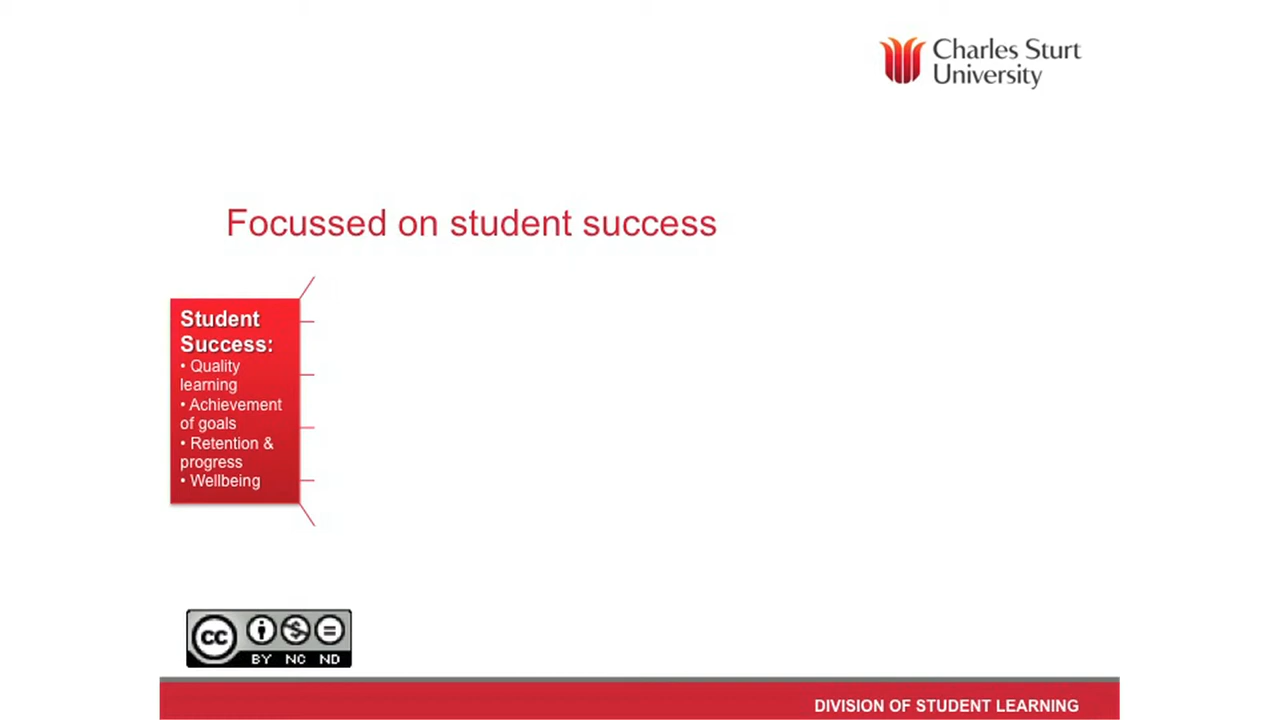 Charles Sturt
University
Focussed on student success
Student
Success:
• Quality
learning
• Achievement
of goals
• Retention &
progress
• Wellbeing
cc
BY NC ND
DIVISION OF STUDENT LEARNING